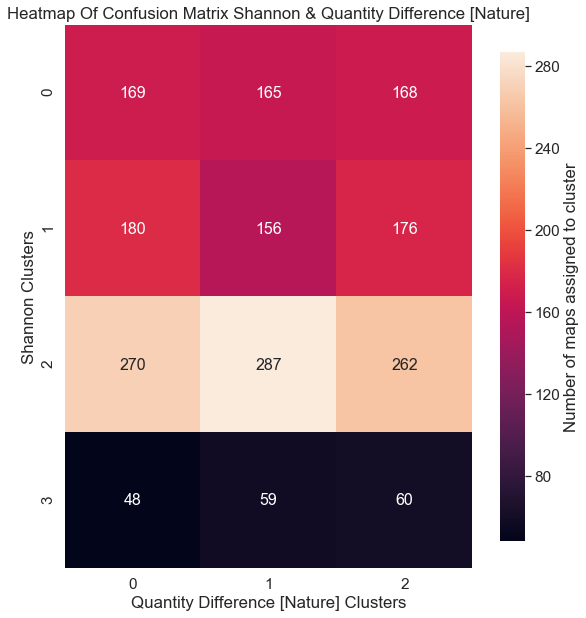 Heatmap Of Confusion Matrix Shannon & Quantity Difference [Nature]
Shannon Clusters
0
169 165 168
1
180 156 176
2
270 287 262
3
48 59 60
0 1 2
Quantity Difference [Nature] Clusters
280
240
200
160
120
80
Number of maps assigned to cluster